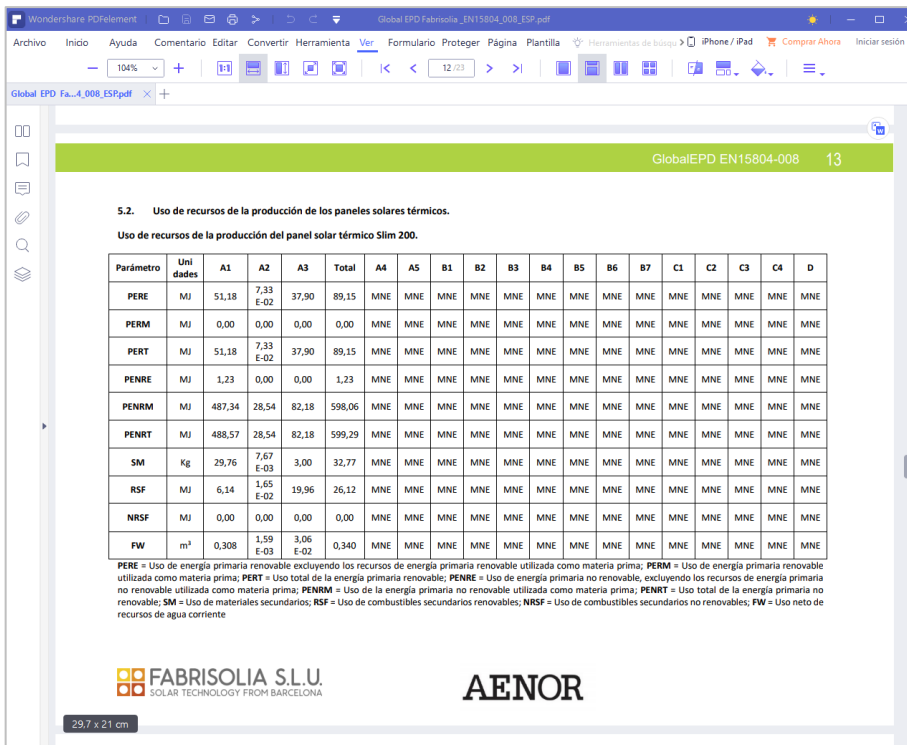 Wondershare PDFelement
Global EPD Fabrisolia _EN15804_008_ESP.pdf
Archivo Inicio Ayuda Comentario Editar Convertir Herramienta Ver Formulario Proteger Página Plantilla Herramientas de búsqu iPhone / iPad Comprar Ahora Iniciar sesión
104% 1:1 12 /23
Global EPD Fa...4_008_ESP.pdf
GlobalEPD EN15804-008 13
5.2. Uso de recursos de la producción de los paneles solares térmicos.
Uso de recursos de la producción del panel solar térmico Slim 200.
Parámetro Uni dades A1 A2 A3 Total A4 A5 B1 B2 B3 B4 B5 B6 B7 C1 C2 C3 C4 D
PERE MJ 51,18 7,33 E-02 37,90 89,15 MNE MNE MNE MNE MNE MNE MNE MNE MNE MNE MNE MNE MNE MNE
PERM MJ 0,00 0,00 0,00 0,00 MNE MNE MNE MNE MNE MNE MNE MNE MNE MNE MNE MNE MNE MNE
PERT MJ 51,18 7,33 E-02 37,90 89,15 MNE MNE MNE MNE MNE MNE MNE MNE MNE MNE MNE MNE MNE MNE
PENRE MJ 1,23 0,00 0,00 1,23 MNE MNE MNE MNE MNE MNE MNE MNE MNE MNE MNE MNE MNE MNE
PENRM MJ 487,34 28,54 82,18 598,06 MNE MNE MNE MNE MNE MNE MNE MNE MNE MNE MNE MNE MNE MNE
PENRT MJ 488,57 28,54 82,18 599,29 MNE MNE MNE MNE MNE MNE MNE MNE MNE MNE MNE MNE MNE MNE
SM Kg 29,76 7,67 E-03 3,00 32,77 MNE MNE MNE MNE MNE MNE MNE MNE MNE MNE MNE MNE MNE MNE
RSF MJ 6,14 1,65 E-02 19,96 26,12 MNE MNE MNE MNE MNE MNE MNE MNE MNE MNE MNE MNE MNE MNE
NRSF MJ 0,00 0,00 0,00 0,00 MNE MNE MNE MNE MNE MNE MNE MNE MNE MNE MNE MNE MNE MNE
FW m³ 0,308 1,59 E-03 3,06 E-02 0,340 MNE MNE MNE MNE MNE MNE MNE MNE MNE MNE MNE MNE MNE MNE
PERE = Uso de energía primaria renovable excluyendo los recursos de energía primaria renovable utilizada como materia prima; PERM = Uso de energía primaria renovable
utilizada como materia prima; PERT = Uso total de la energía primaria renovable; PENRE = Uso de energía primaria no renovable, excluyendo los recursos de energía primaria
no renovable utilizada como materia prima; PENRM = Uso de la energía primaria no renovable utilizada como materia prima; PENRT = Uso total de la energía primaria no
renovable; SM = Uso de materiales secundarios; RSF = Uso de combustibles secundarios renovables; NRSF = Uso de combustibles secundarios no renovables; FW = Uso neto de
recursos de agua corriente
FABRISOLIA S.L.U.
SOLAR TECHNOLOGY FROM BARCELONA
AENOR
29,7 x 21 cm